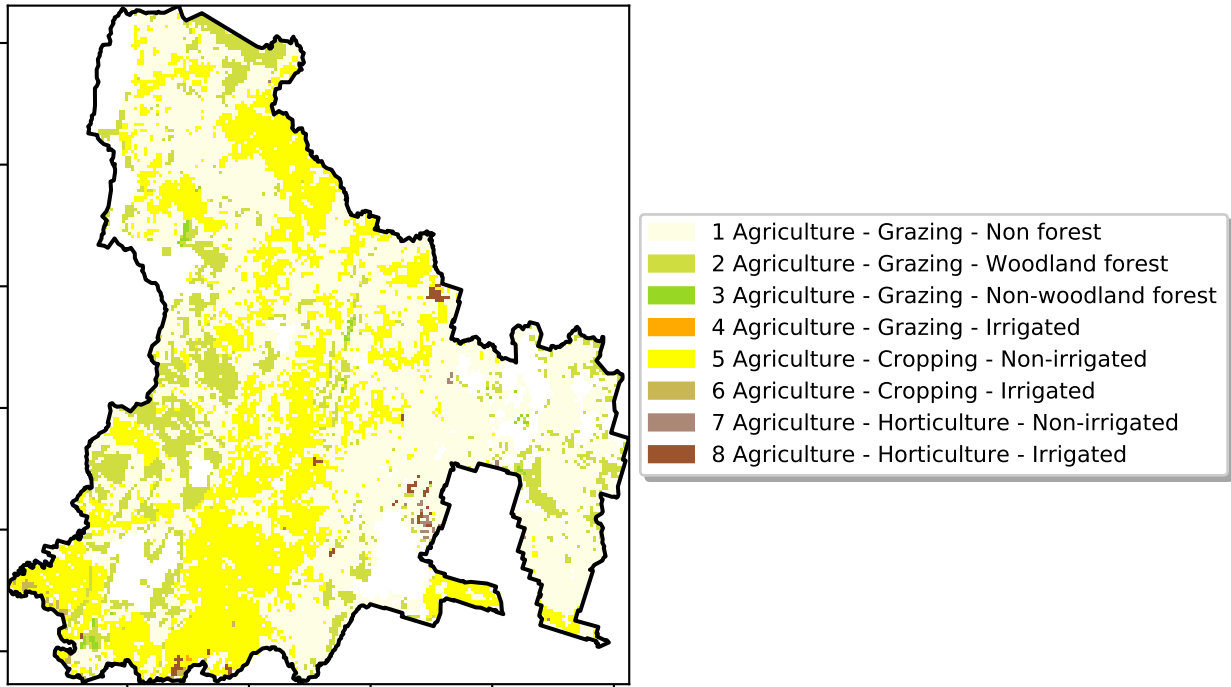 1 Agriculture - Grazing - Non forest
2 Agriculture - Grazing - Woodland forest
3 Agriculture - Grazing - Non-woodland forest
4 Agriculture - Grazing - Irrigated
5 Agriculture - Cropping - Non-irrigated
6 Agriculture - Cropping - Irrigated
7 Agriculture - Horticulture - Non-irrigated
8 Agriculture - Horticulture - Irrigated